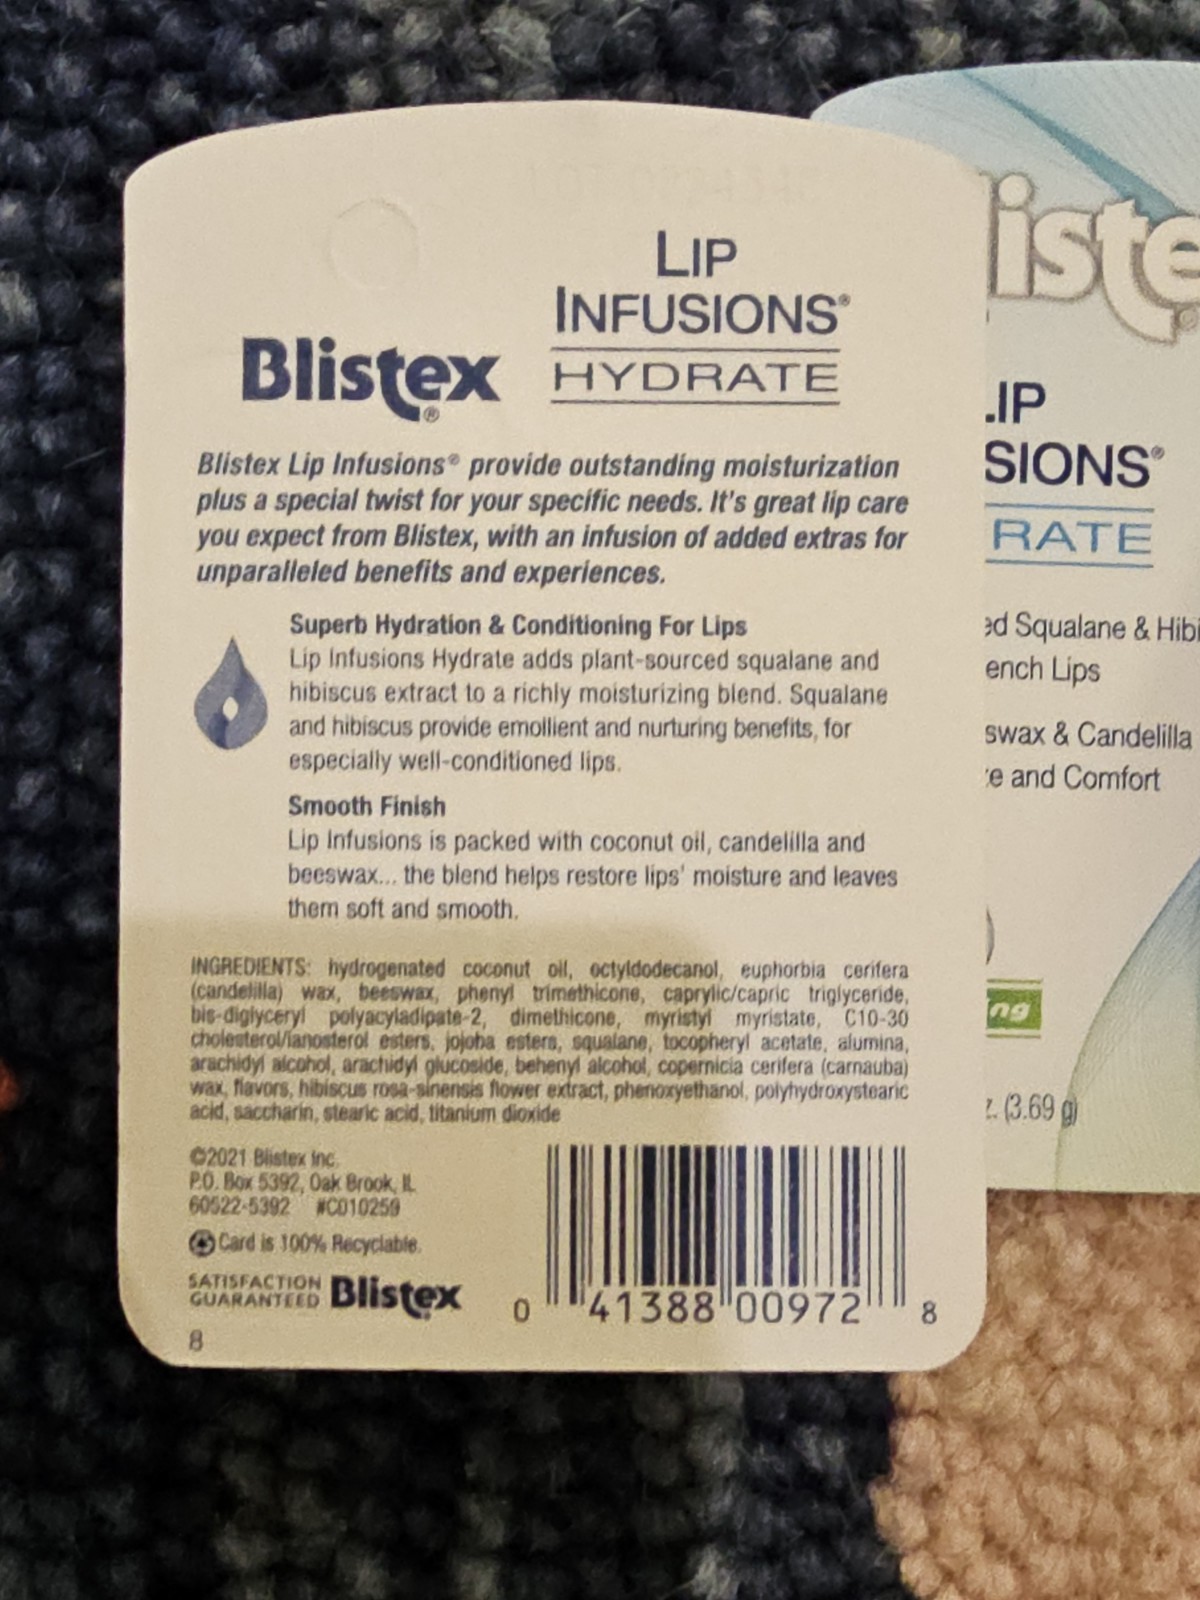 LIP
INFUSIONS®
HYDRATE
Blistex®
Blistex Lip Infusions® provide outstanding moisturization
plus a special twist for your specific needs. It's great lip care
you expect from Blistex, with an infusion of added extras for
unparalleled benefits and experiences.
Superb Hydration & Conditioning For Lips
Lip Infusions Hydrate adds plant-sourced squalane and
hibiscus extract to a richly moisturizing blend. Squalane
and hibiscus provide emollient and nurturing benefits, for
especially well-conditioned lips.
Smooth Finish
Lip Infusions is packed with coconut oil, candelilla and
beeswax... the blend helps restore lips' moisture and leaves
them soft and smooth.
INGREDIENTS: hydrogenated coconut oil, octyldodecanol, euphorbia cerifera
(candelilla) wax, beeswax, phenyl trimethicone, caprylic/capric triglyceride,
bis-diglyceryl polyacyladipate-2, dimethicone, myristyl myristate, C10-30
cholesterol/lanosterol esters, jojoba esters, squalane, tocopheryl acetate, alumina,
arachidyl alcohol, arachidyl glucoside, behenyl alcohol, copernicia cerifera (carnauba)
wax, flavors, hibiscus rosa-sinensis flower extract, phenoxyethanol, polyhydroxystearic
acid, saccharin, stearic acid, titanium dioxide
©2021 Blistex Inc.
P.O. Box 5392, Oak Brook, IL
60522-5392 #C010259
Card is 100% Recyclable.
SATISFACTION
GUARANTEED Blistex®
8
0 41388 00972 8
liste
IP
SIONS®
RATE
ed Squalane & Hibi
ench Lips
swax & Candelilla
e and Comfort
ng
z. (3.69 g)